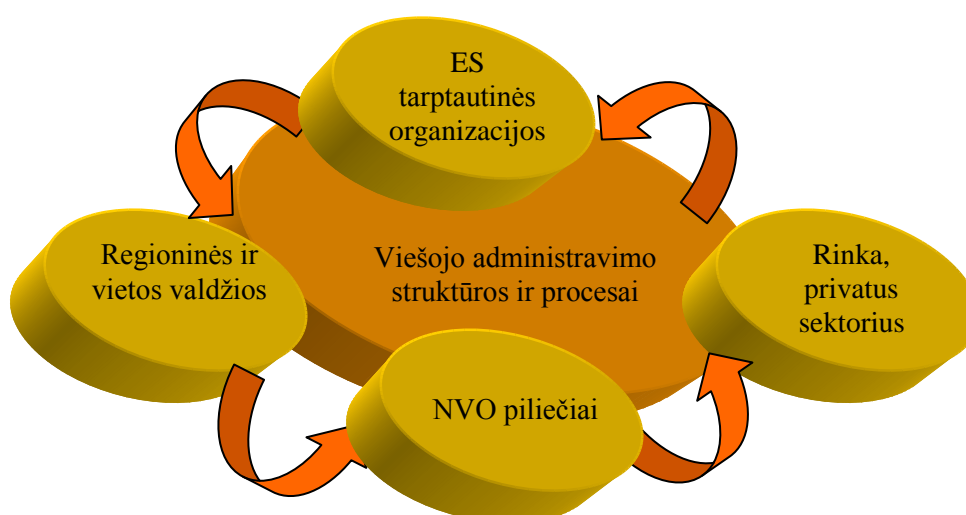 ES
tarptautinės
organizacijos
Regioninės ir
vietos valdžios
Viešojo administravimo
struktūros ir procesai
Rinka,
privatus
sektorius
NVO piliečiai